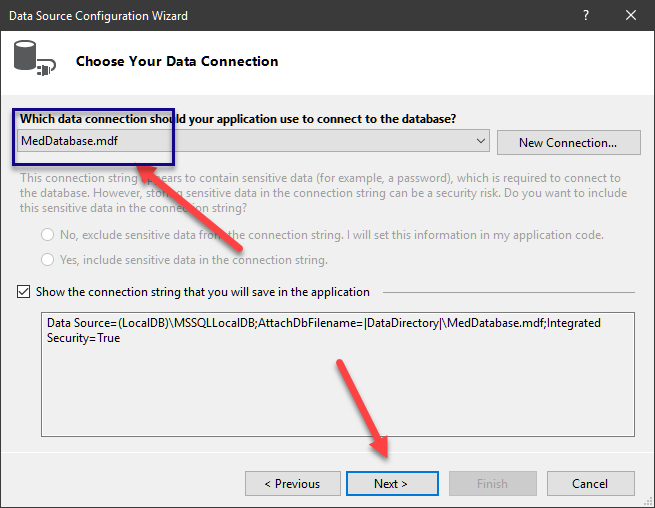 Data Source Configuration Wizard
?
Choose Your Data Connection
Which data connection should your application use to connect to the database?
MedDatabase.mdf
New Connection...
This connection string appears to contain sensitive data (for example, a password), which is required to connect to
the database. However, storing sensitive data in the connection string can be a security risk. Do you want to include
this sensitive data in the connection string?
No, exclude sensitive data from the connection string. I will set this information in my application code.
Yes, include sensitive data in the connection string.
Show the connection string that you will save in the application
Data Source=(LocalDB)\MSSQLLocalDB;AttachDbFilename=|DataDirectory|\MedDatabase.mdf;Integrated
Security=True
< Previous
Next >
Finish
Cancel